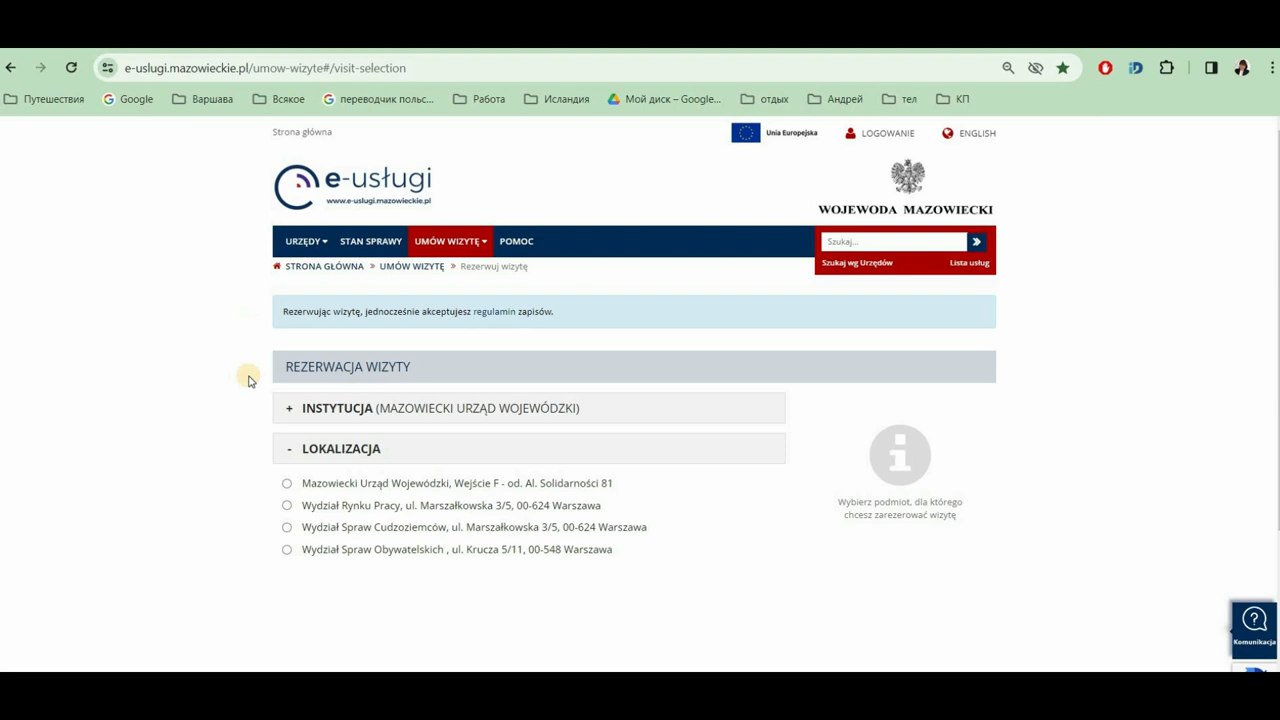 e-uslugi.mazowieckie.pl/umow-wizyte#/visit-selection
Путешествия Google Варшава Всякое переводчик польс... Работа Исландия Мой диск – Google... отдых Андрей тел КП
Strona główna Unia Europejska LOGOWANIE ENGLISH
e-usługi
www.e-uslugi.mazowieckie.pl
WOJEWODA MAZOWIECKI
URZĘDY STAN SPRAWY UMÓW WIZYTĘ POMOC Szukaj...
Szukaj wg Urzędów Lista usług
STRONA GŁÓWNA » UMÓW WIZYTĘ » Rezerwuj wizytę
Rezerwując wizytę, jednocześnie akceptujesz regulamin zapisów.
REZERWACJA WIZYTY
+ INSTYTUCJA (MAZOWIECKI URZĄD WOJEWÓDZKI)
- LOKALIZACJA
Mazowiecki Urząd Wojewódzki, Wejście F - od. Al. Solidarności 81
Wydział Rynku Pracy, ul. Marszałkowska 3/5, 00-624 Warszawa
Wydział Spraw Cudzoziemców, ul. Marszałkowska 3/5, 00-624 Warszawa
Wydział Spraw Obywatelskich , ul. Krucza 5/11, 00-548 Warszawa
Wybierz podmiot, dla którego
chcesz zarezerować wizytę
Komunikacja